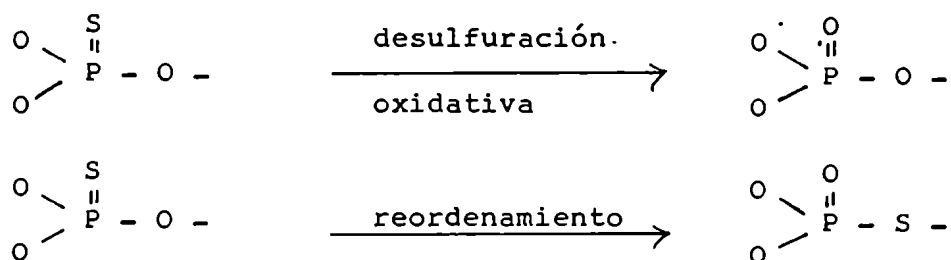 S O
O desulfuración O
P - O - P - O -
O oxidativa O
S O
O O
P - O - reordenamiento P - S -
O O